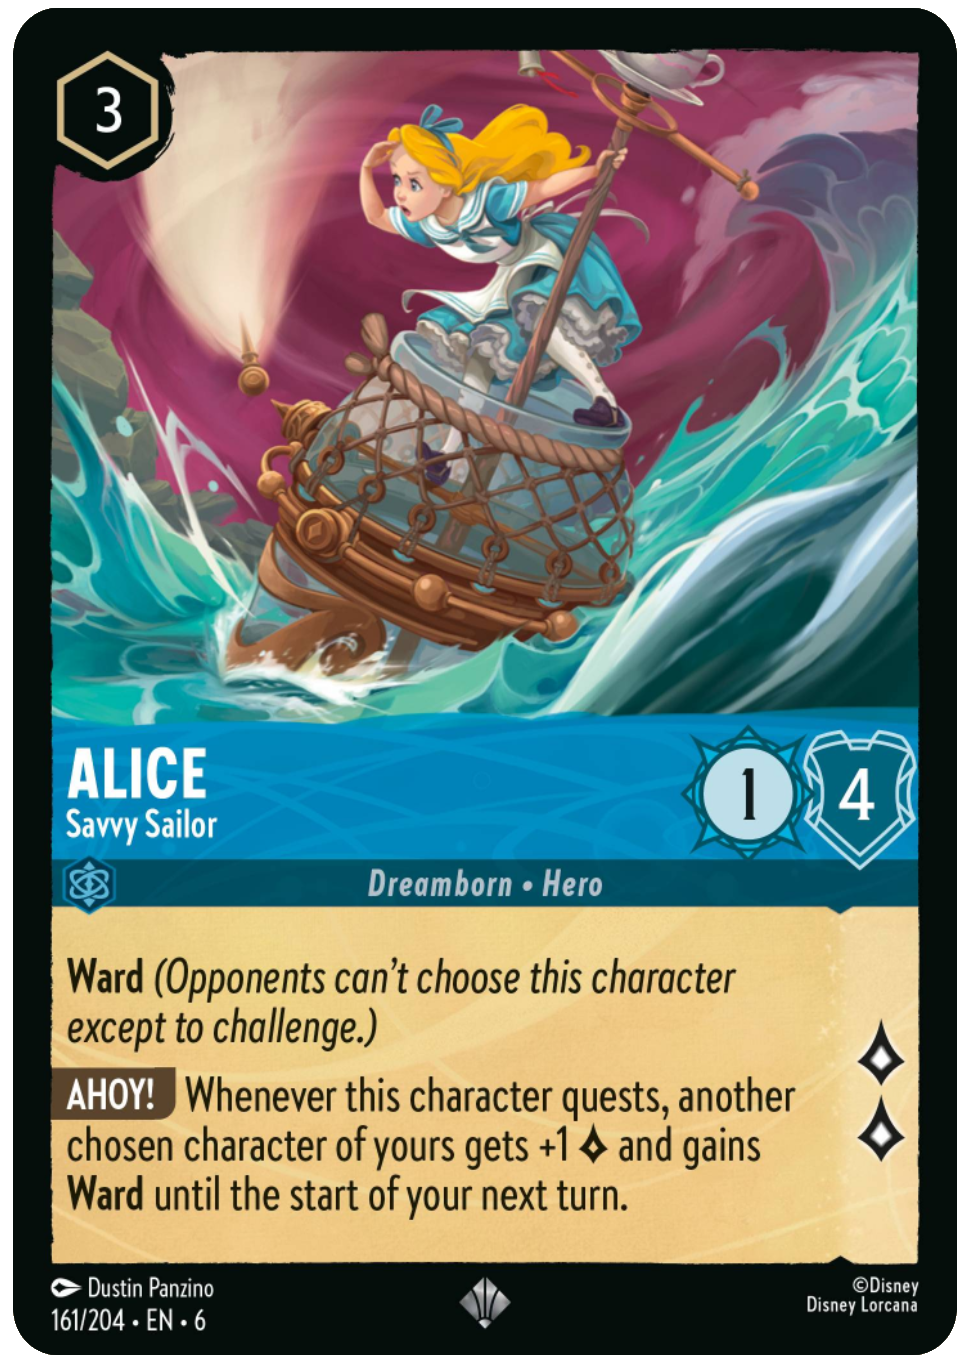 3
ALICE
Savvy Sailor
1
4
Dreamborn • Hero
Ward (Opponents can't choose this character
except to challenge.)
AHOY! Whenever this character quests, another
chosen character of yours gets +1 and gains
Ward until the start of your next turn.
Dustin Panzino
161/204 • EN • 6
©Disney
Disney Lorcana